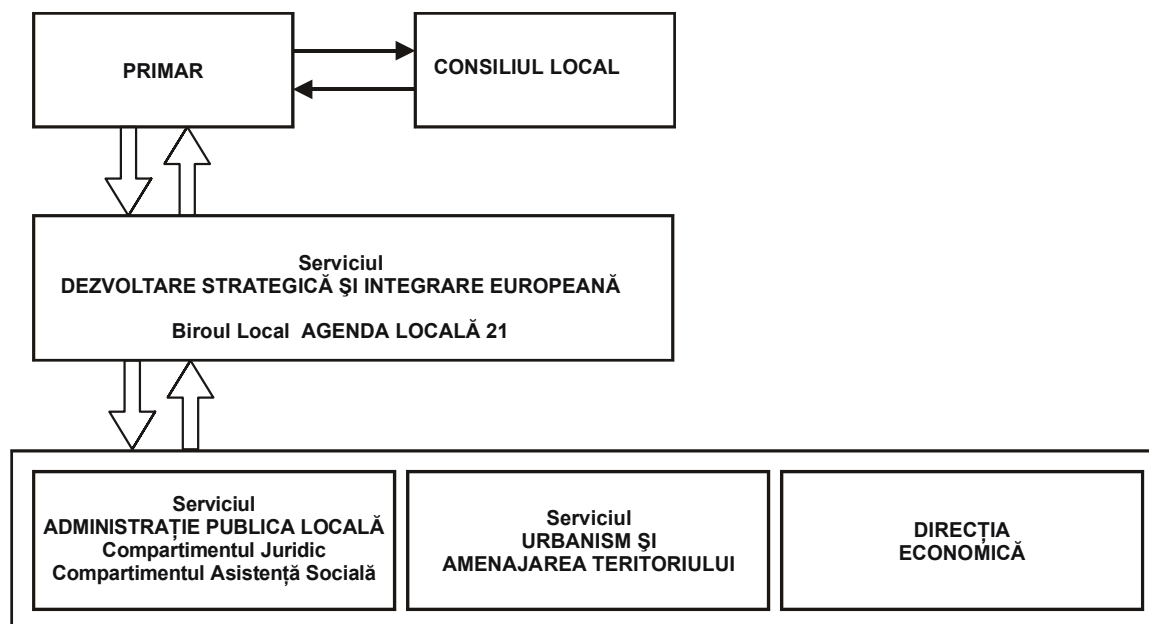 PRIMAR
CONSILIUL LOCAL
Serviciul
DEZVOLTARE STRATEGICĂ ŞI INTEGRARE EUROPEANĂ
Biroul Local AGENDA LOCALĂ 21
Serviciul
ADMINISTRAȚIE PUBLICA LOCALĂ
Compartimentul Juridic
Compartimentul Asistență Socială
Serviciul
URBANISM ŞI
AMENAJAREA TERITORIULUI
DIRECȚIA
ECONOMICĂ